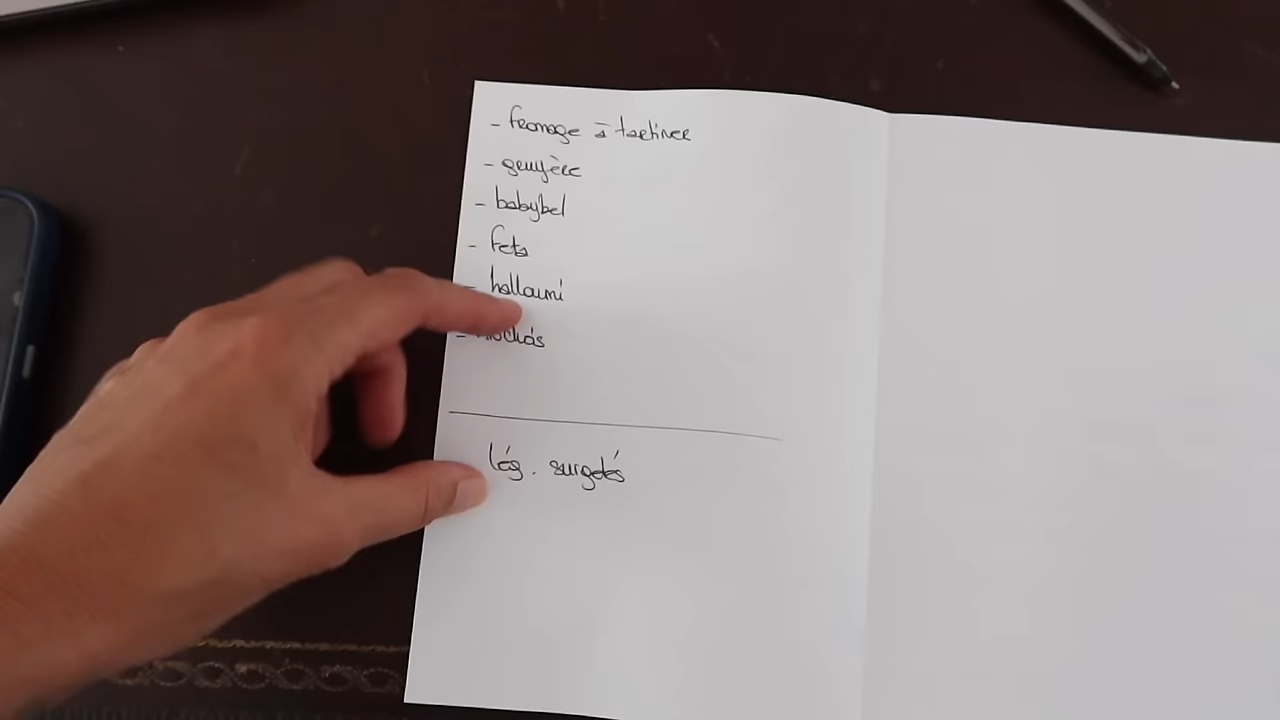 - fromage à tartiner
- gruyère
- babybel
- feta
- halloumi
-
lég. surgelés